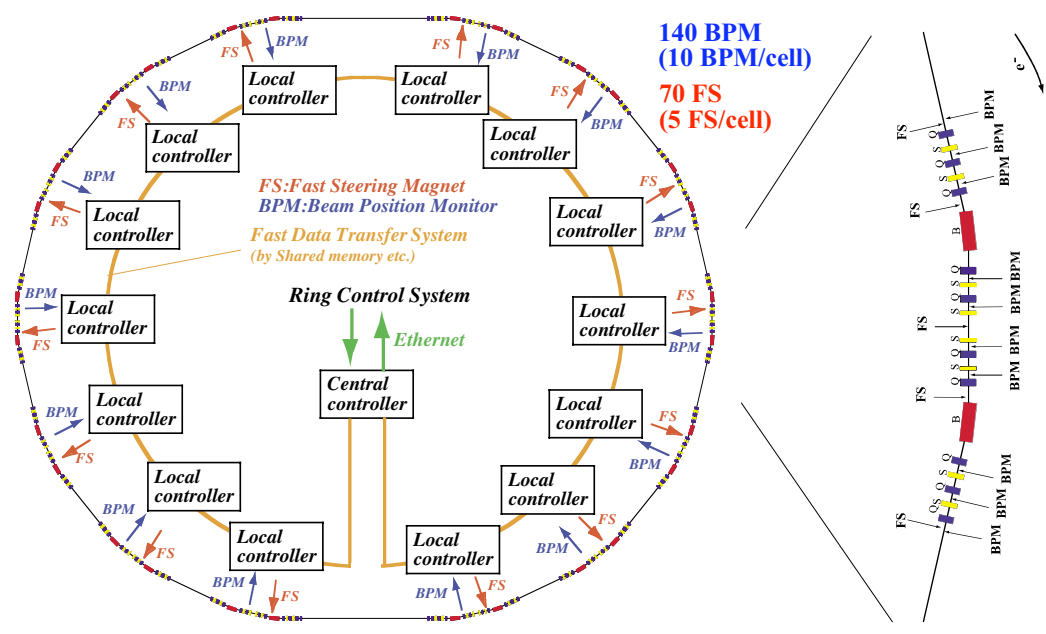 140 BPM
(10 BPM/cell)
70 FS
(5 FS/cell)
FS
BPM
Local
controller
FS
BPM
Local
controller
FS
BPM
Local
controller
FS
BPM
Local
controller
BPM
FS
Local
controller
FS
BPM
Local
controller
FS:Fast Steering Magnet
BPM:Beam Position Monitor
Fast Data Transfer System
(by Shared memory etc.)
Ring Control System
Ethernet
Central
controller
BPM
FS
Local
controller
FS
BPM
Local
controller
BPM
FS
Local
controller
FS
BPM
Local
controller
BPM
FS
Local
controller
FS
BPM
Local
controller
BPM
FS
Local
controller
BPM
FS
Local
controller
e-
BPM
FS
Q
S
BPM
Q
S
BPM
Q
FS
B
Q
BPM
S
Q
BPM
S
FS
S
BPM
Q
S
BPM
Q
FS
B
Q
S
BPM
Q
BPM
S
Q
FS
BPM